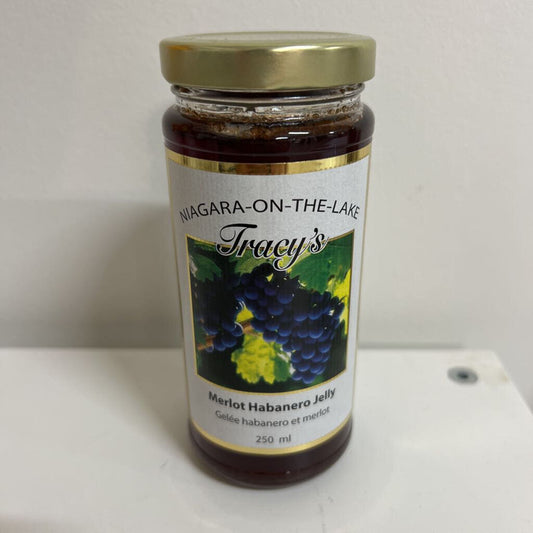 NIAGARA-ON-THE-LAKE
Tracy's
Merlot Habanero Jelly
Gelée habanero et merlot
250 ml